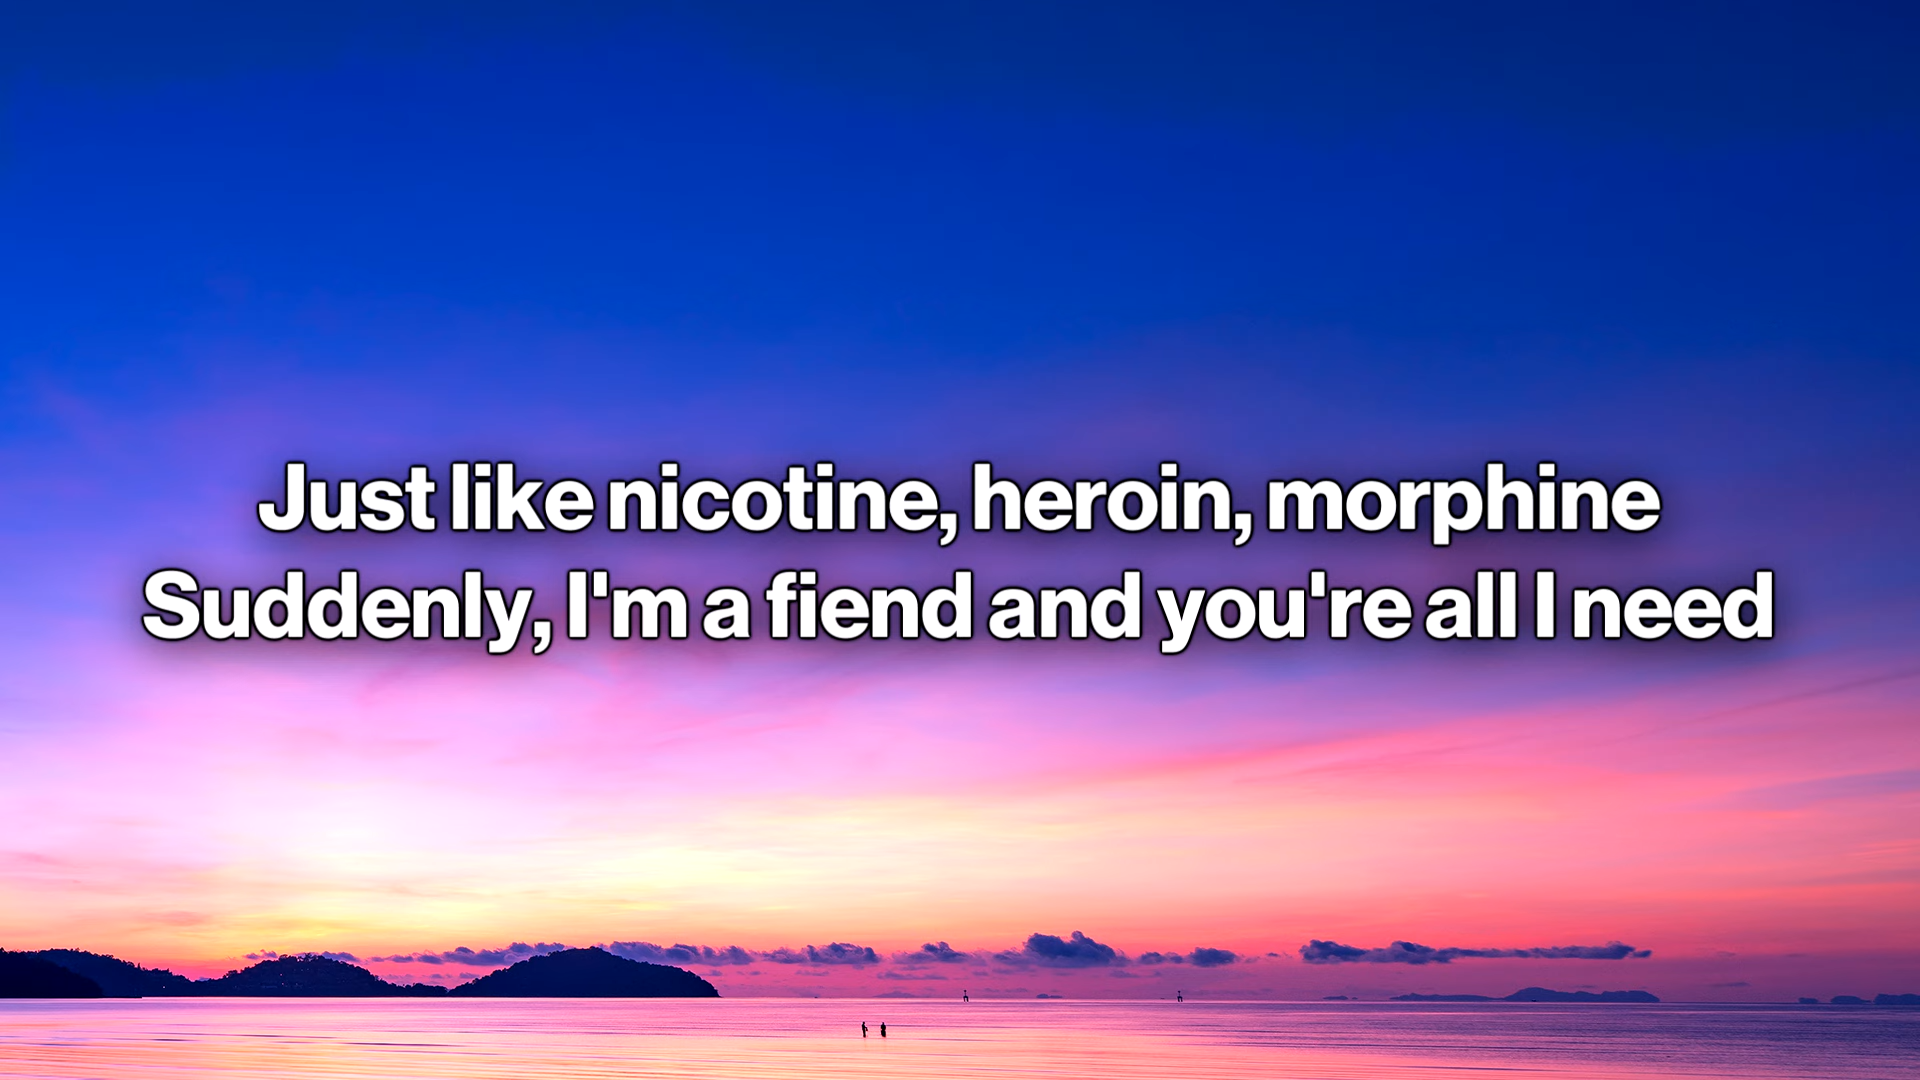 Just like nicotine, heroin, morphine
Suddenly, I'm a fiend and you're all I need